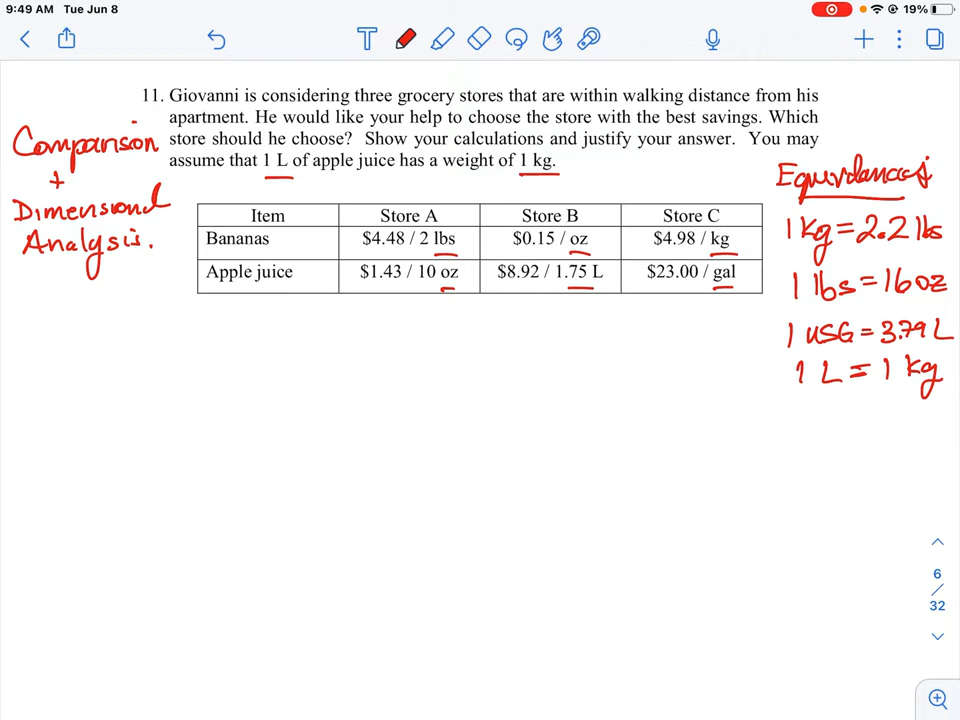 9:49 AM Tue Jun 8
19%
T
11. Giovanni is considering three grocery stores that are within walking distance from his
apartment. He would like your help to choose the store with the best savings. Which
store should he choose? Show your calculations and justify your answer. You may
assume that 1 L of apple juice has a weight of 1 kg.
Comparison
+
Dimensional
Analysis.
Item Store A Store B Store C
Bananas $4.48 / 2 lbs $0.15 / oz $4.98 / kg
Apple juice $1.43 / 10 oz $8.92 / 1.75 L $23.00 / gal
Equivalances
1 kg = 2.2 lbs
1 lbs = 16 oz
1 USG = 3.79 L
1 L = 1 kg
6
/
32